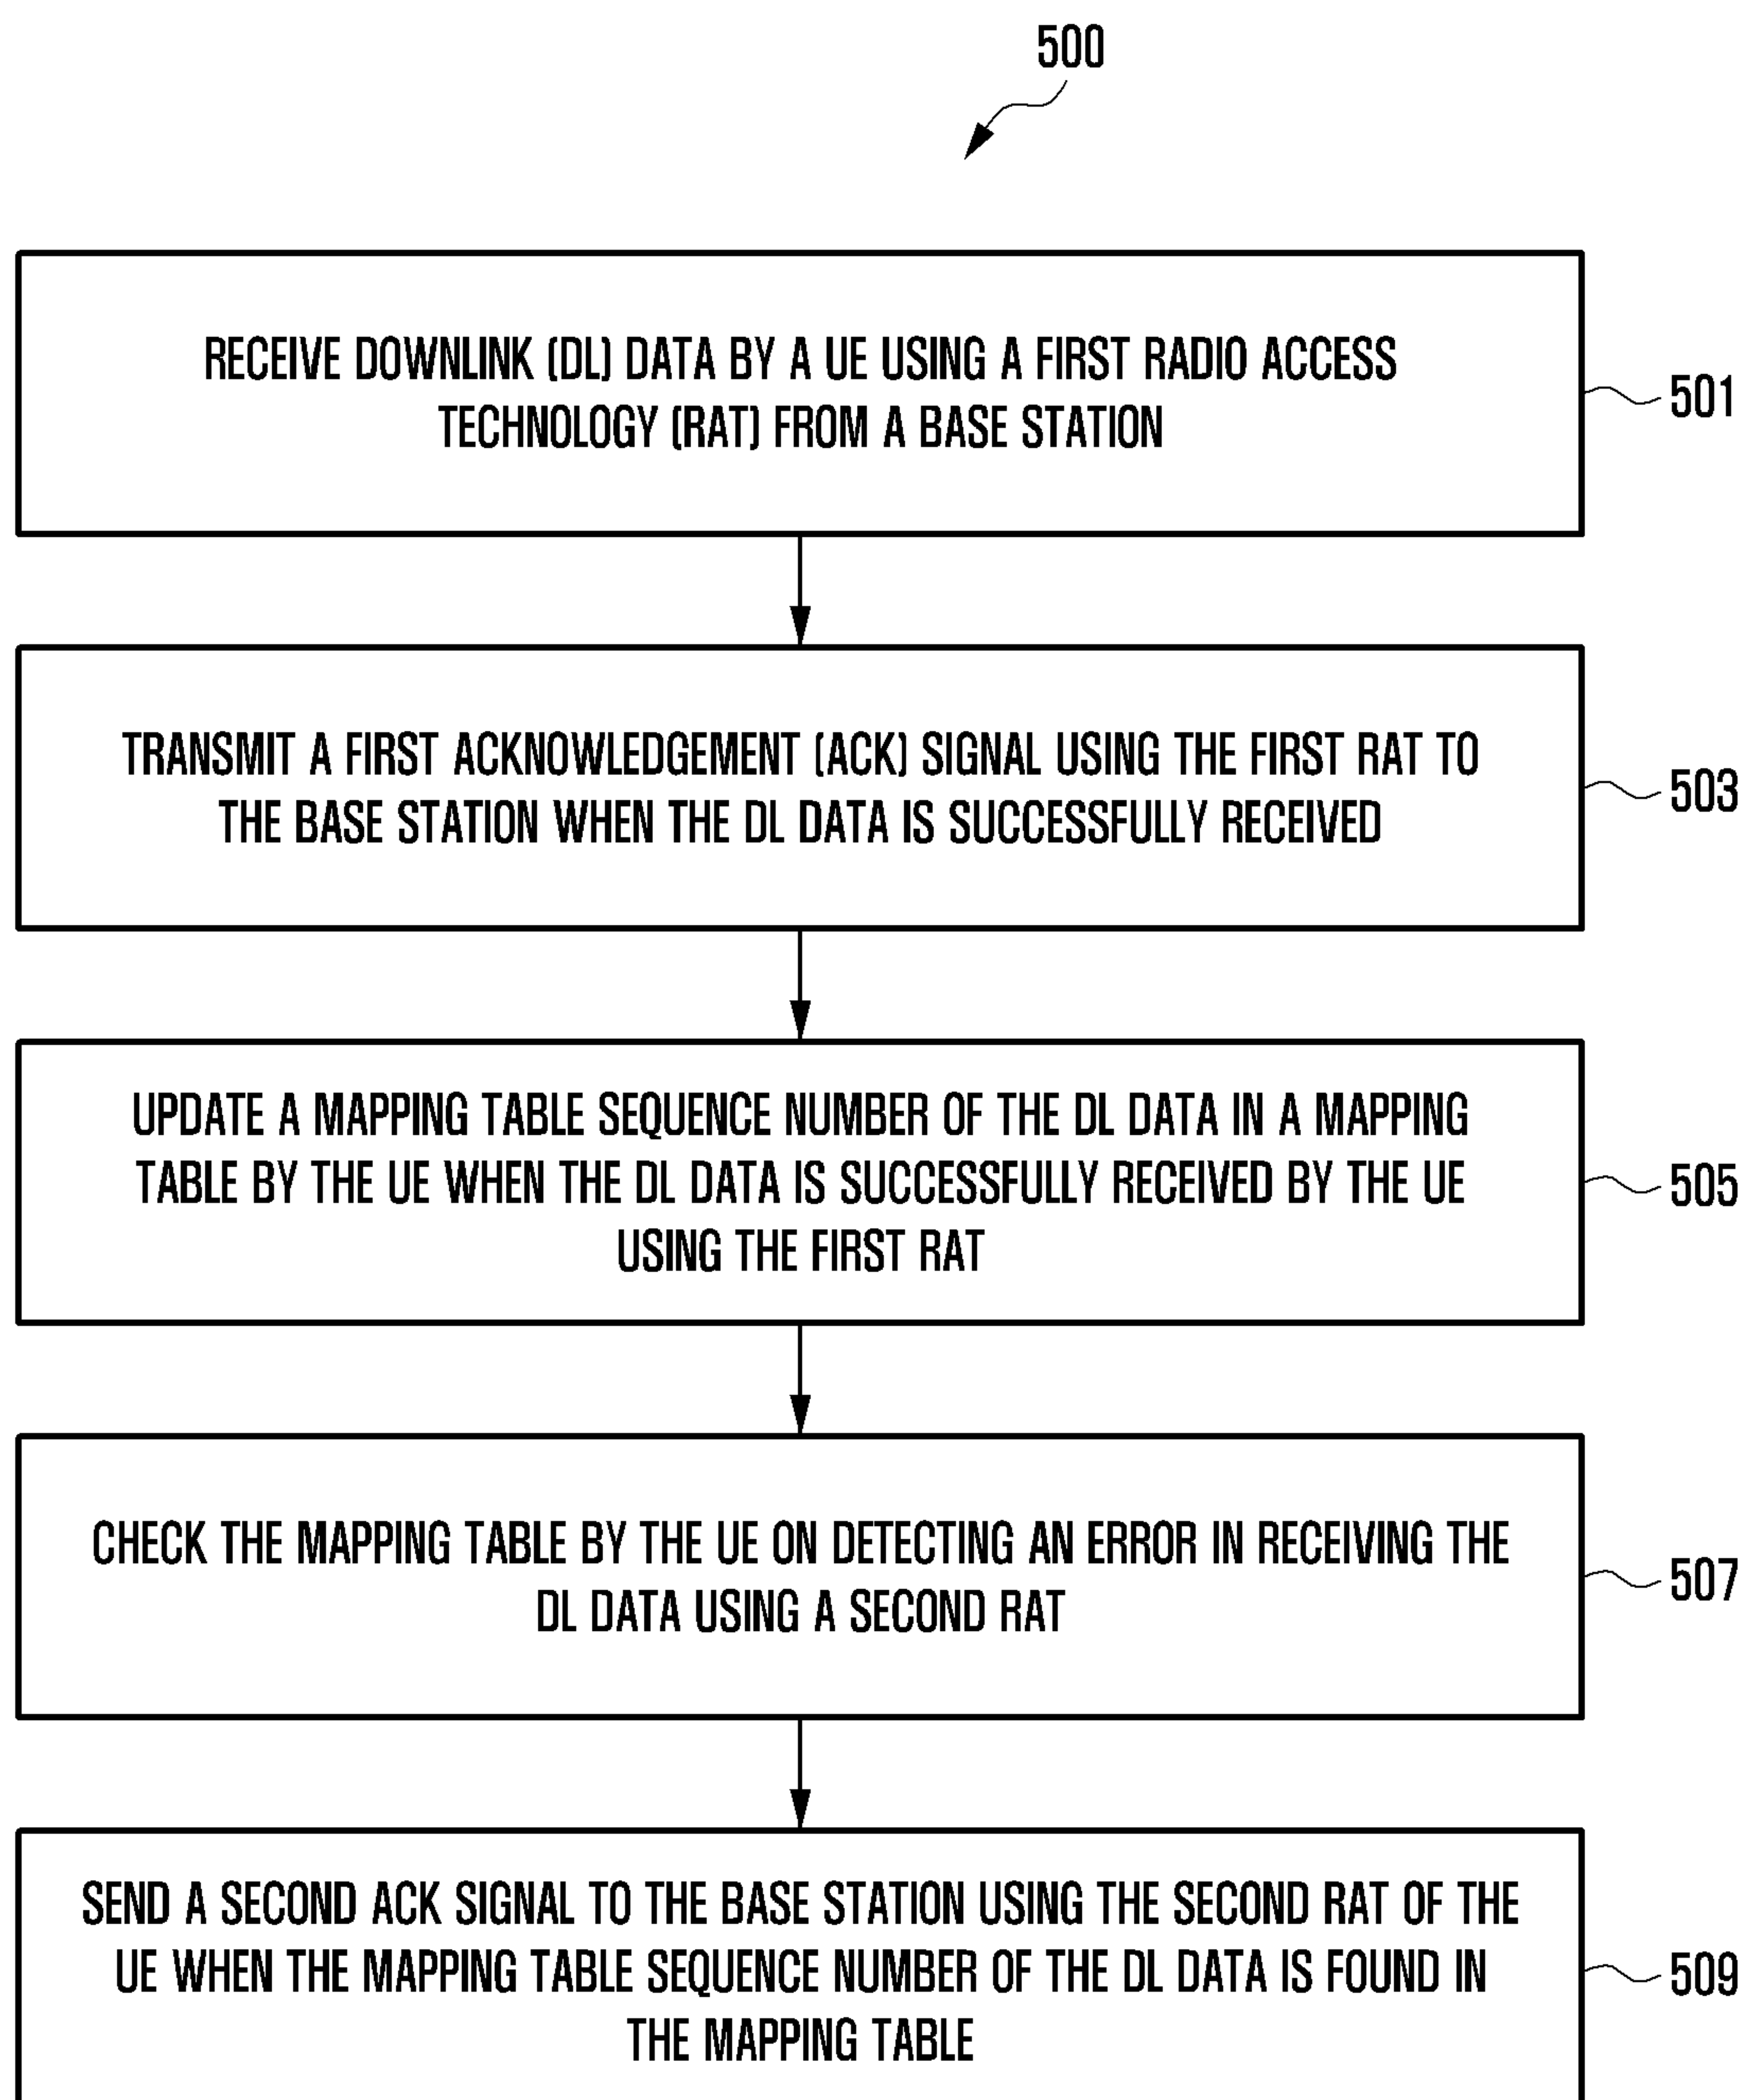 500
RECEIVE DOWNLINK (DL) DATA BY A UE USING A FIRST RADIO ACCESS
TECHNOLOGY (RAT) FROM A BASE STATION
501
TRANSMIT A FIRST ACKNOWLEDGEMENT (ACK) SIGNAL USING THE FIRST RAT TO
THE BASE STATION WHEN THE DL DATA IS SUCCESSFULLY RECEIVED
503
UPDATE A MAPPING TABLE SEQUENCE NUMBER OF THE DL DATA IN A MAPPING
TABLE BY THE UE WHEN THE DL DATA IS SUCCESSFULLY RECEIVED BY THE UE
USING THE FIRST RAT
505
CHECK THE MAPPING TABLE BY THE UE ON DETECTING AN ERROR IN RECEIVING THE
DL DATA USING A SECOND RAT
507
SEND A SECOND ACK SIGNAL TO THE BASE STATION USING THE SECOND RAT OF THE
UE WHEN THE MAPPING TABLE SEQUENCE NUMBER OF THE DL DATA IS FOUND IN
THE MAPPING TABLE
509